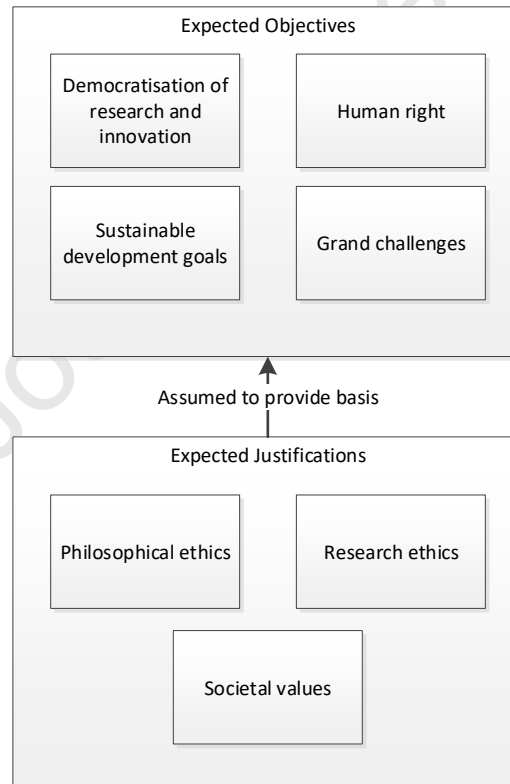 Expected Objectives
Democratisation of
research and
innovation
Human right
Sustainable
development goals
Grand challenges
Assumed to provide basis
Expected Justifications
Philosophical ethics
Research ethics
Societal values